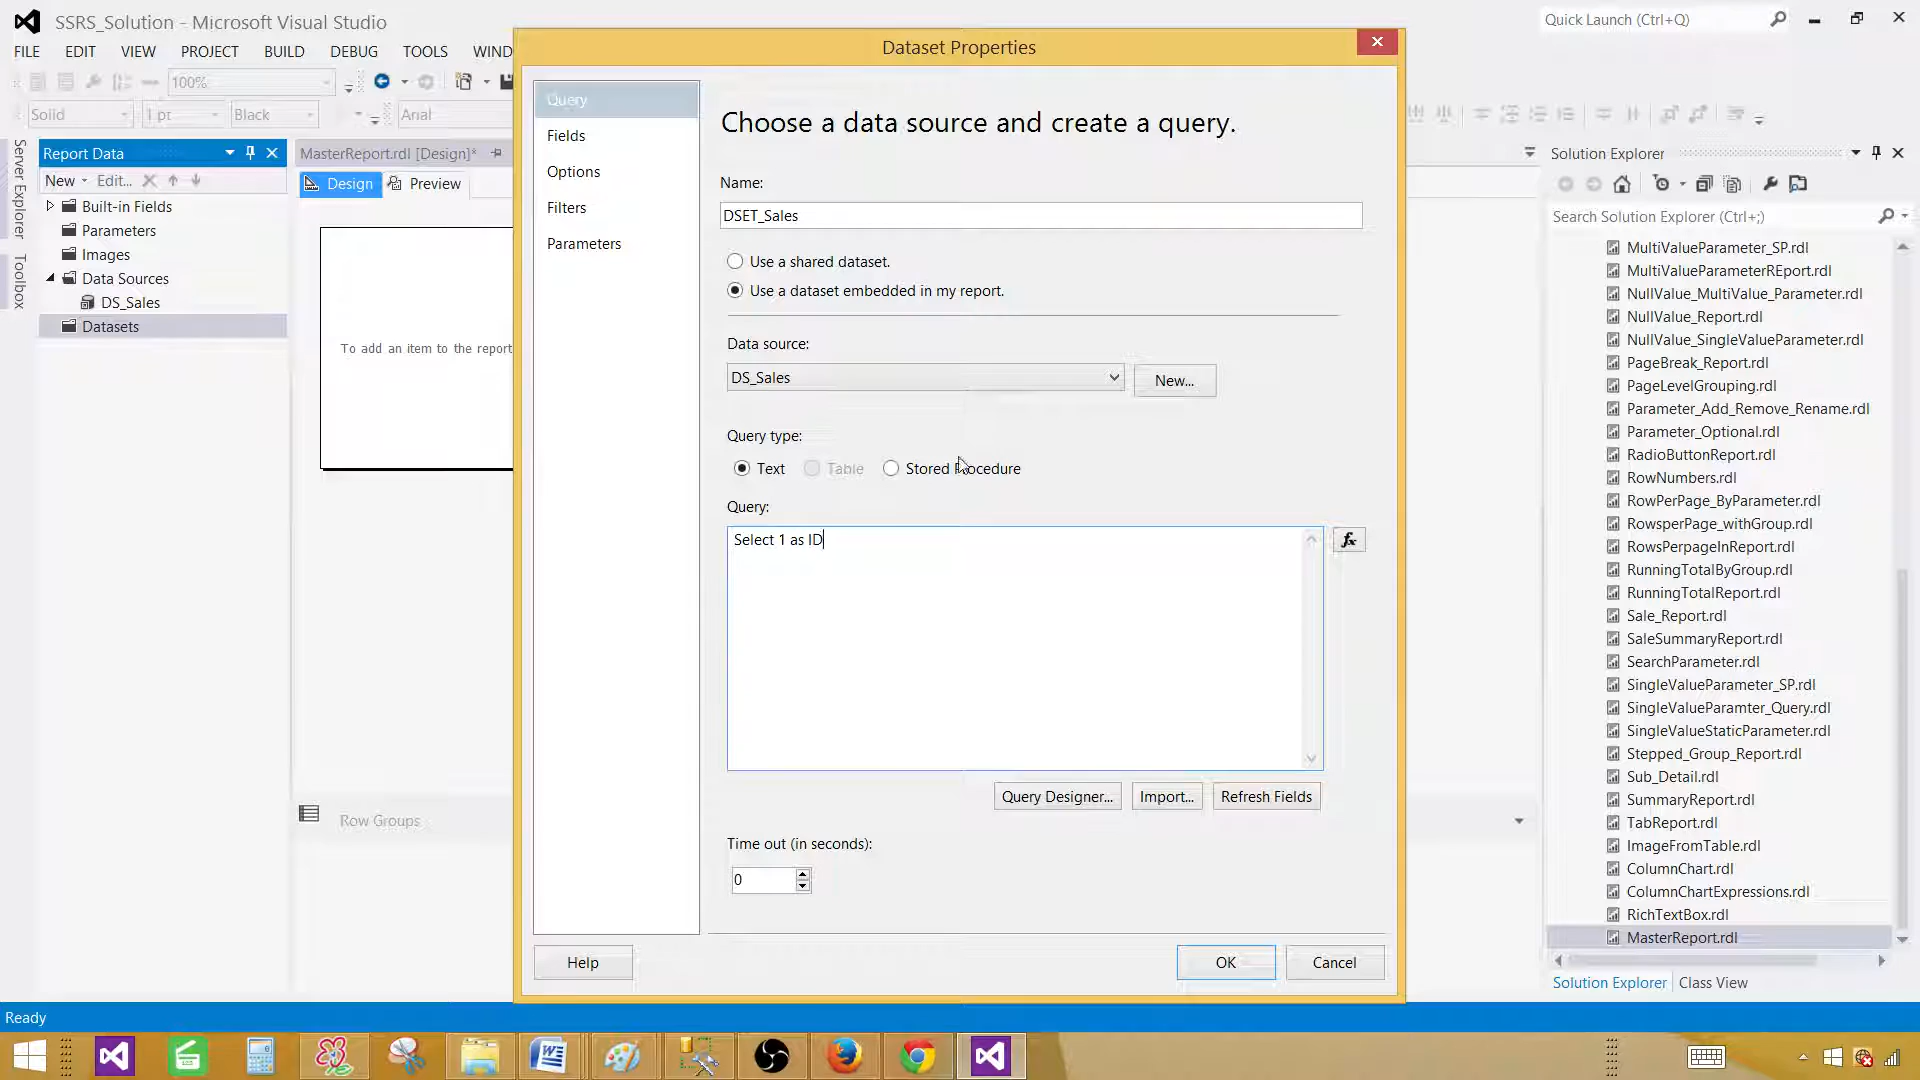 SSRS_Solution - Microsoft Visual Studio
Quick Launch (Ctrl+Q)
FILE EDIT VIEW PROJECT BUILD DEBUG TEAM TOOLS WIND
100%
Solid 1 pt Black Arial
Dataset Properties
Server Explorer
Toolbox
Report Data
New Edit...
Built-in Fields
Parameters
Images
Data Sources
DS_Sales
Datasets
MasterReport.rdl [Design]*
Design Preview
To add an item to the report
Row Groups
Query
Fields
Options
Filters
Parameters
Choose a data source and create a query.
Name:
DSET_Sales
Use a shared dataset.
Use a dataset embedded in my report.
Data source:
DS_Sales
New...
Query type:
Text Table Stored Procedure
Query:
Select 1 as ID
fx
Query Designer... Import... Refresh Fields
Time out (in seconds):
0
Help OK Cancel
Solution Explorer
Search Solution Explorer (Ctrl+;)
MultiValueParameter_SP.rdl
MultiValueParameterREport.rdl
NullValue_MultiValue_Parameter.rdl
NullValue_Report.rdl
NullValue_SingleValueParameter.rdl
PageBreak_Report.rdl
PageLevelGrouping.rdl
Parameter_Add_Remove_Rename.rdl
Parameter_Optional.rdl
RadioButtonReport.rdl
RowNumbers.rdl
RowPerPage_ByParameter.rdl
RowsperPage_withGroup.rdl
RowsPerpageInReport.rdl
RunningTotalByGroup.rdl
RunningTotalReport.rdl
Sale_Report.rdl
SaleSummaryReport.rdl
SearchParameter.rdl
SingleValueParameter_SP.rdl
SingleValueParamter_Query.rdl
SingleValueStaticParameter.rdl
Stepped_Group_Report.rdl
Sub_Detail.rdl
SummaryReport.rdl
TabReport.rdl
ImageFromTable.rdl
ColumnChart.rdl
ColumnChartExpressions.rdl
RichTextBox.rdl
MasterReport.rdl
Solution Explorer Class View
Ready